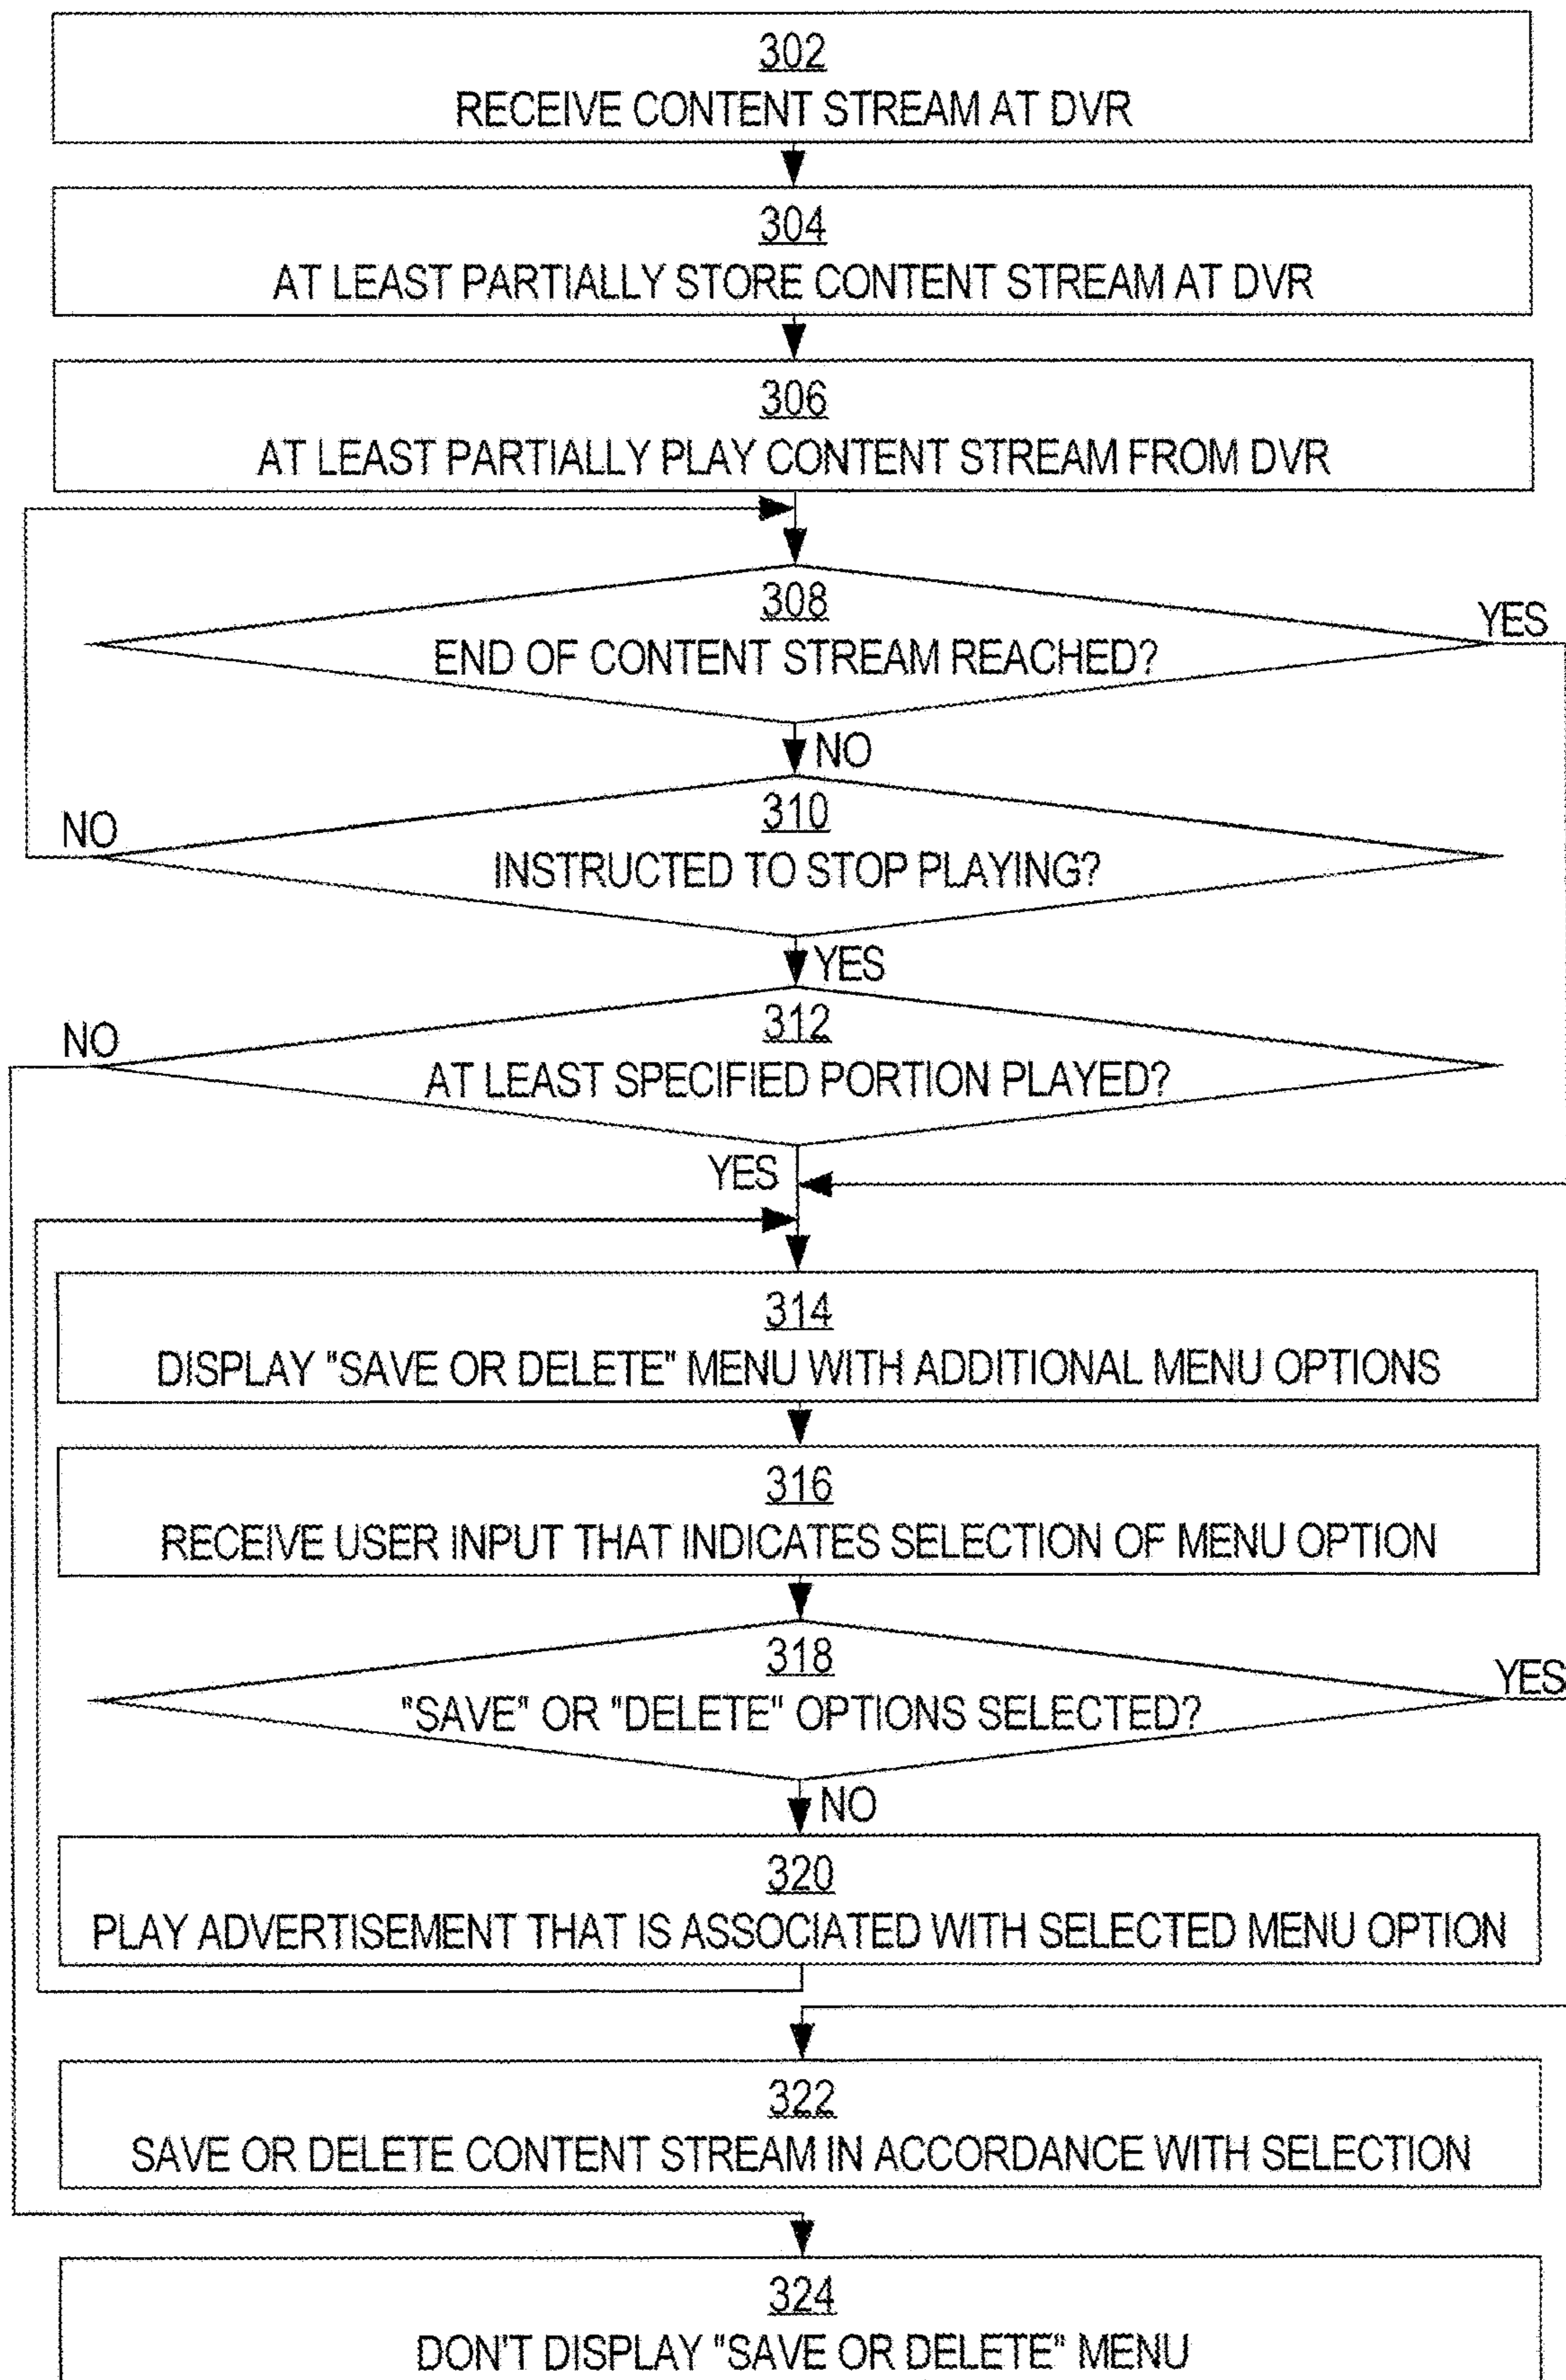 302
RECEIVE CONTENT STREAM AT DVR
304
AT LEAST PARTIALLY STORE CONTENT STREAM AT DVR
306
AT LEAST PARTIALLY PLAY CONTENT STREAM FROM DVR
308
END OF CONTENT STREAM REACHED?
YES
NO
310
INSTRUCTED TO STOP PLAYING?
NO
YES
312
AT LEAST SPECIFIED PORTION PLAYED?
NO
YES
314
DISPLAY "SAVE OR DELETE" MENU WITH ADDITIONAL MENU OPTIONS
316
RECEIVE USER INPUT THAT INDICATES SELECTION OF MENU OPTION
318
"SAVE" OR "DELETE" OPTIONS SELECTED?
YES
NO
320
PLAY ADVERTISEMENT THAT IS ASSOCIATED WITH SELECTED MENU OPTION
322
SAVE OR DELETE CONTENT STREAM IN ACCORDANCE WITH SELECTION
324
DON'T DISPLAY "SAVE OR DELETE" MENU